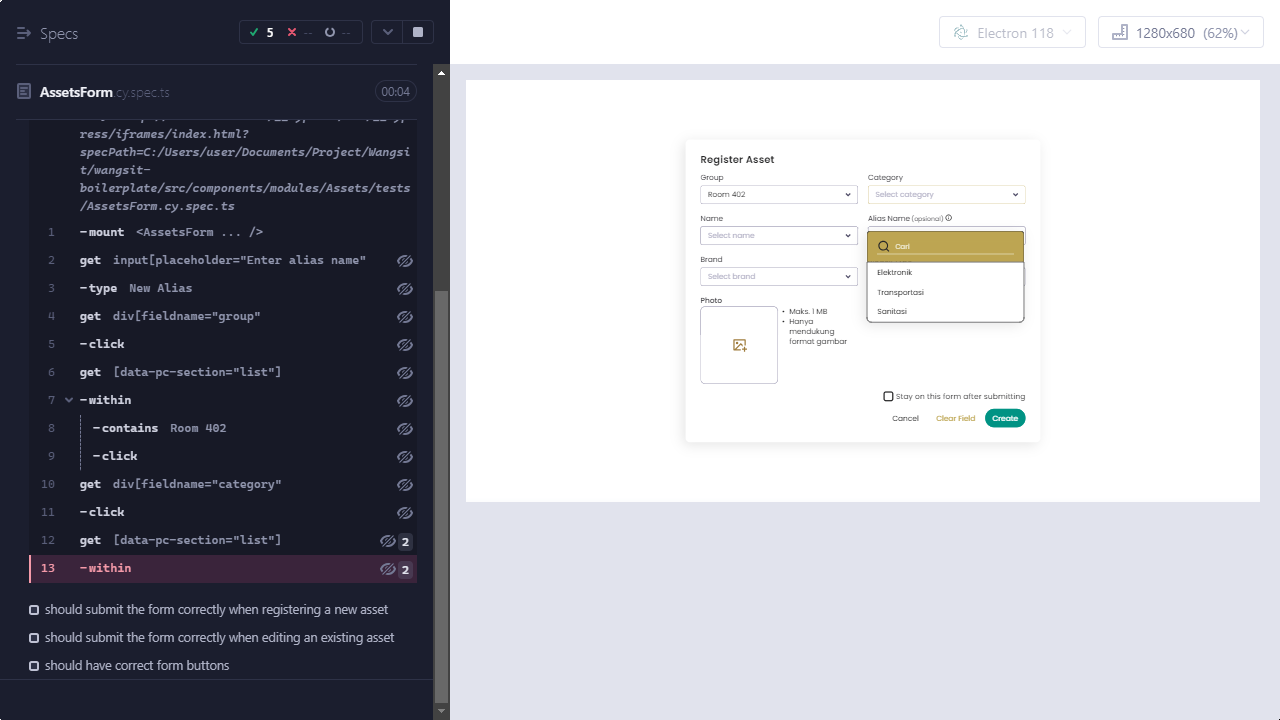 Specs
5
--
--
AssetsForm.cy.spec.ts
00:04
ress/iframes/index.html?
specPath=C:/Users/user/Documents/Project/Wangsi
t/wangsit-
boilerplate/src/components/modules/Assets/tests
/AssetsForm.cy.spec.ts
1 -mount <AssetsForm ... />
2 get input[placeholder="Enter alias name"
3 -type New Alias
4 get div[fieldname="group"
5 -click
6 get [data-pc-section="list"]
7 -within
8 -contains Room 402
9 -click
10 get div[fieldname="category"
11 -click
12 get [data-pc-section="list"] 2
13 -within 2
should submit the form correctly when registering a new asset
should submit the form correctly when editing an existing asset
should have correct form buttons
Electron 118
1280x680 (62%)
Register Asset
Group
Category
Room 402
Select category
Name
Alias Name (opsional)
Select name
Cari
Brand
Select brand
Elektronik
Transportasi
Sanitasi
Photo
• Maks. 1 MB
• Hanya
mendukung
format gambar
Stay on this form after submitting
Cancel
Clear Field
Create